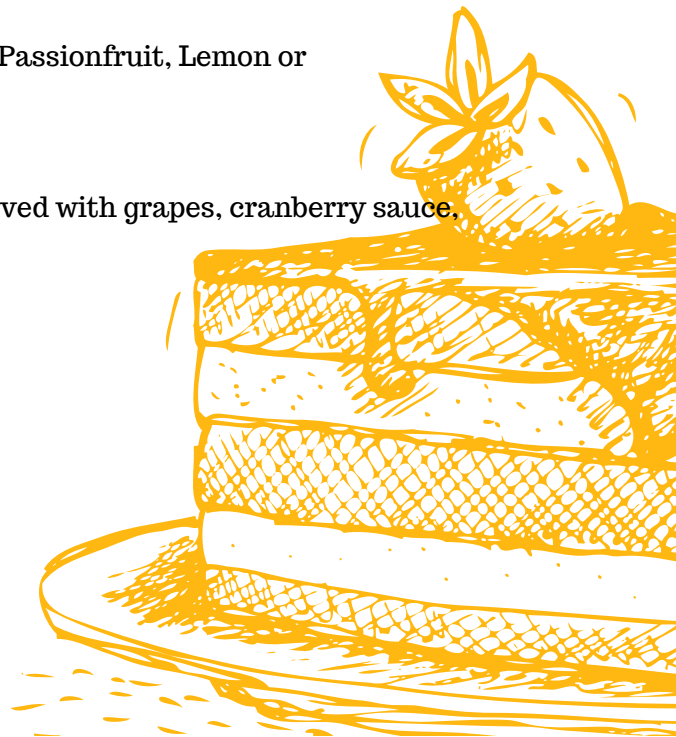 Passionfruit, Lemon or
ved with grapes, cranberry sauce,